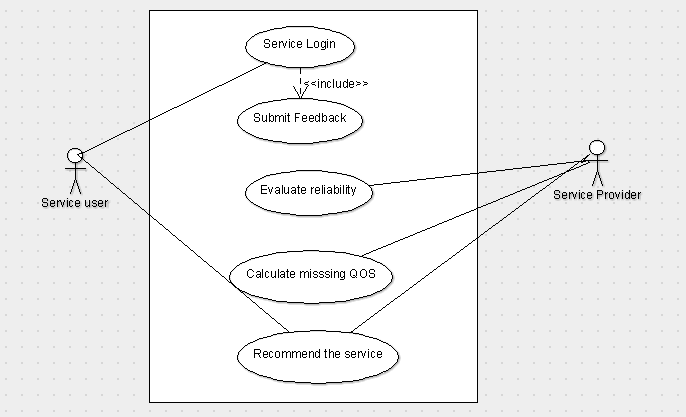 Service Login
<<include>>
Submit Feedback
Evaluate reliability
Service user
Service Provider
Calculate misssing QOS
Recommend the service